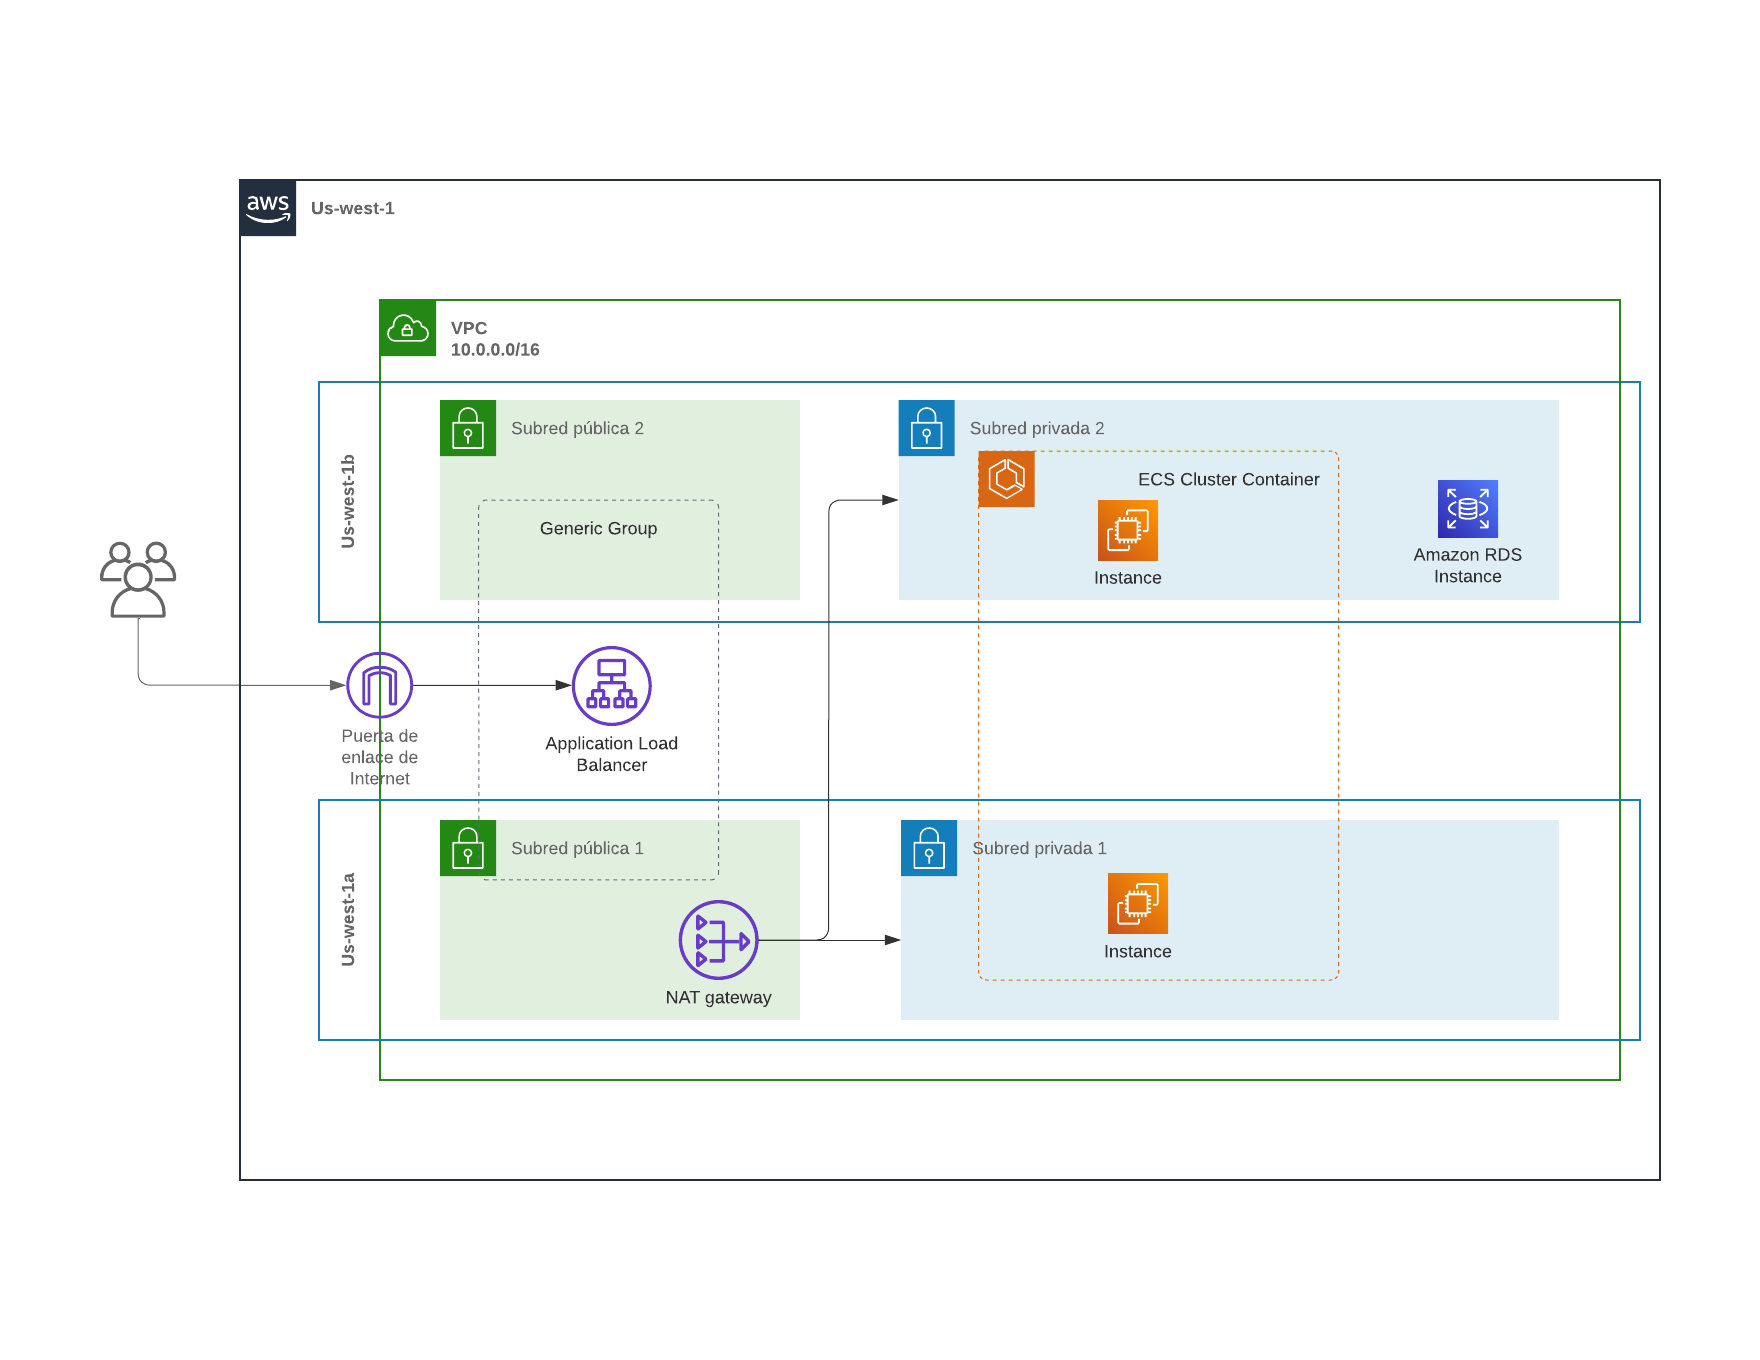 aws
Us-west-1
VPC
10.0.0.0/16
Us-west-1b
Subred pública 2
Generic Group
Subred privada 2
ECS Cluster Container
Instance
Amazon RDS
Instance
Puerta de
enlace de
Internet
Application Load
Balancer
Us-west-1a
Subred pública 1
NAT gateway
Subred privada 1
Instance